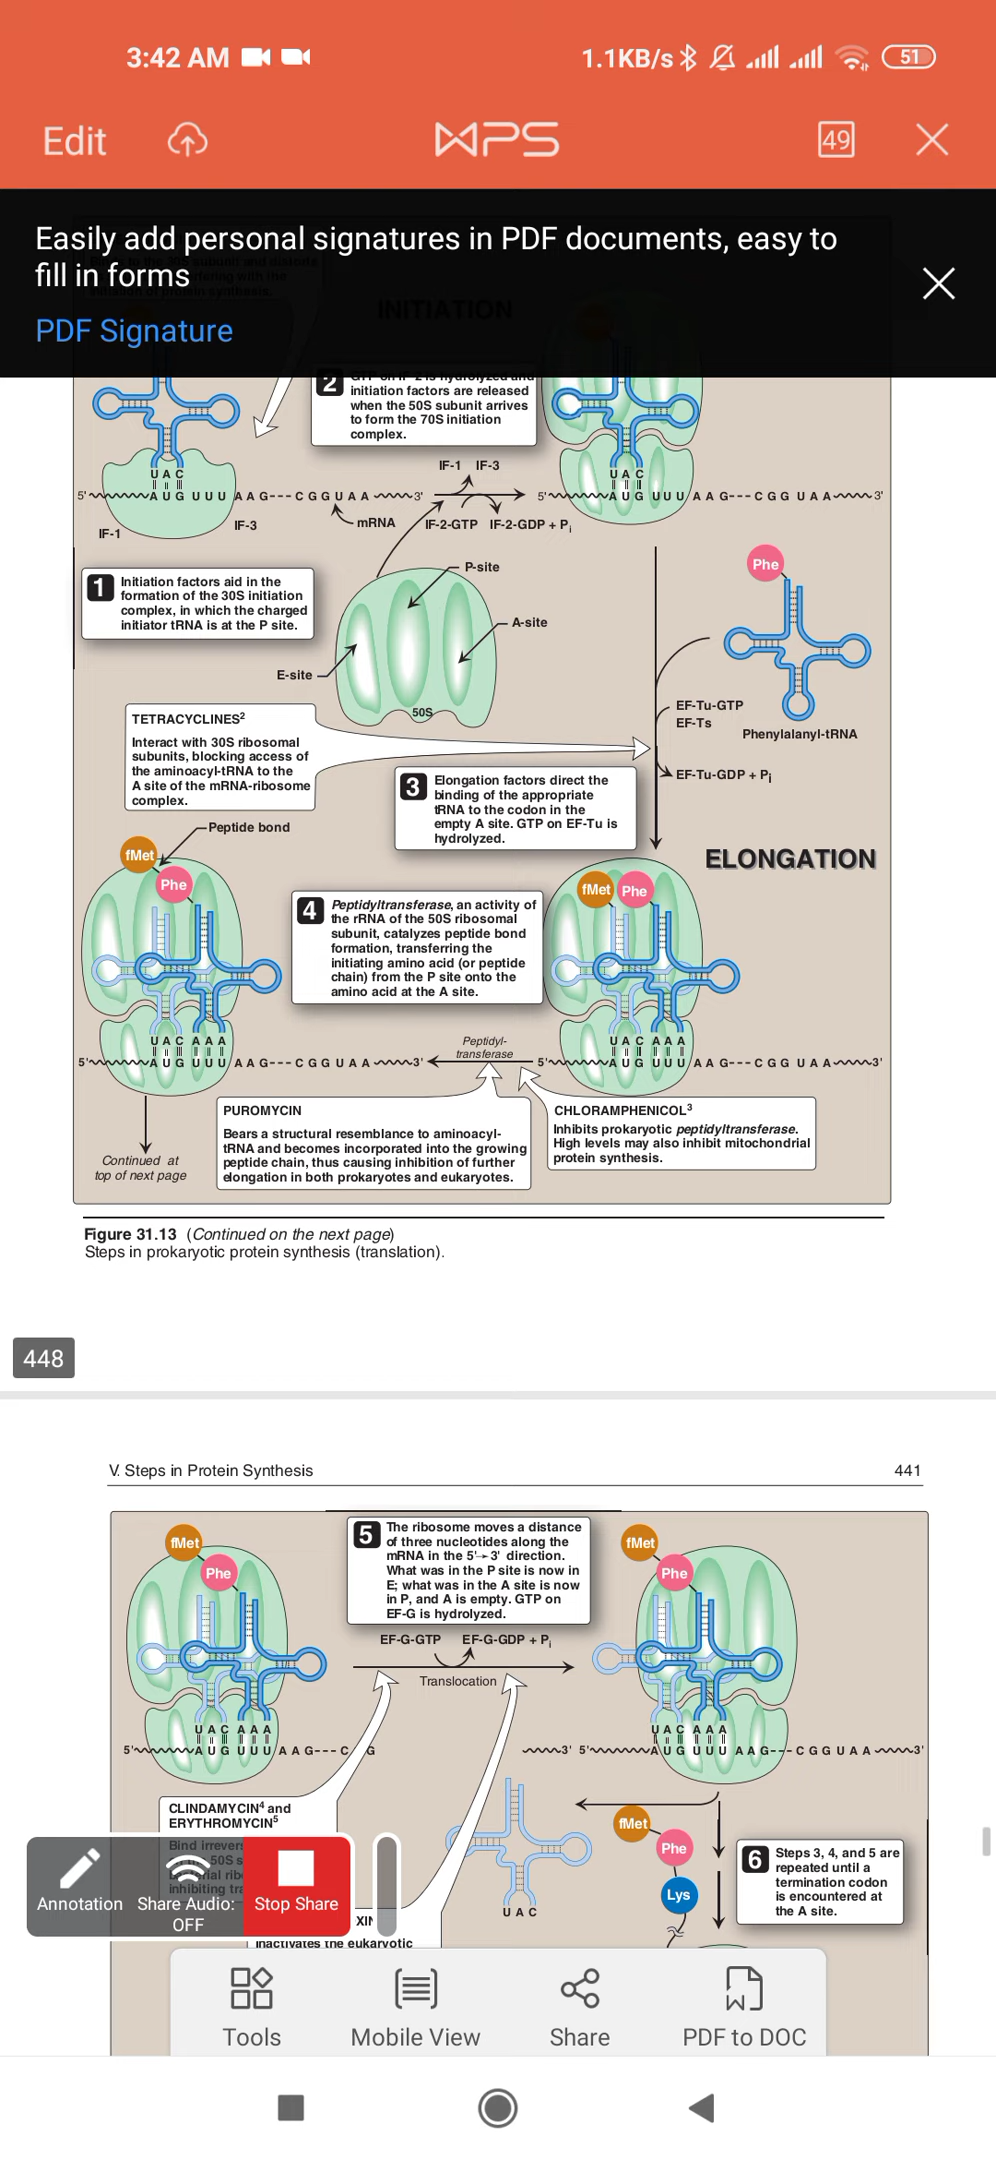 3:42 AM
1.1KB/s
51
Edit
WPS
49
Easily add personal signatures in PDF documents, easy to
fill in forms
PDF Signature
INITIATION
2 GTP on IF-2 is hydrolyzed and
initiation factors are released
when the 50S subunit arrives
to form the 70S initiation
complex.
IF-1 IF-3
U A C
U A C
5' A U G U U U A A G---C G G U A A 3'
5' A U G U U U A A G---C G G U A A 3'
IF-1
IF-3
mRNA
IF-2-GTP IF-2-GDP + Pi
1 Initiation factors aid in the
formation of the 30S initiation
complex, in which the charged
initiator tRNA is at the P site.
P-site
A-site
E-site
50S
Phe
EF-Tu-GTP
EF-Ts
Phenylalanyl-tRNA
EF-Tu-GDP + Pi
TETRACYCLINES2
Interact with 30S ribosomal
subunits, blocking access of
the aminoacyl-tRNA to the
A site of the mRNA-ribosome
complex.
3 Elongation factors direct the
binding of the appropriate
tRNA to the codon in the
empty A site. GTP on EF-Tu is
hydrolyzed.
Peptide bond
fMet
Phe
ELONGATION
4 Peptidyltransferase, an activity of
the rRNA of the 50S ribosomal
subunit, catalyzes peptide bond
formation, transferring the
initiating amino acid (or peptide
chain) from the P site onto the
amino acid at the A site.
fMet Phe
U A C A A A
U A C A A A
5' A U G U U U A A G---C G G U A A 3'
Peptidyl-
transferase
5' A U G U U U A A G---C G G U A A 3'
PUROMYCIN
Bears a structural resemblance to aminoacyl-
tRNA and becomes incorporated into the growing
peptide chain, thus causing inhibition of further
elongation in both prokaryotes and eukaryotes.
CHLORAMPHENICOL3
Inhibits prokaryotic peptidyltransferase.
High levels may also inhibit mitochondrial
protein synthesis.
Continued at
top of next page
Figure 31.13 (Continued on the next page)
Steps in prokaryotic protein synthesis (translation).
448
V. Steps in Protein Synthesis 441
fMet
Phe
5 The ribosome moves a distance
of three nucleotides along the
mRNA in the 5'→3' direction.
What was in the P site is now in
E; what was in the A site is now
in P, and A is empty. GTP on
EF-G is hydrolyzed.
fMet
Phe
EF-G-GTP EF-G-GDP + Pi
Translocation
U A C A A A
U A C A A A
5' A U G U U U A A G---C G
3' 5' A U G U U U A A G---C G G U A A 3'
CLINDAMYCIN4 and
ERYTHROMYCIN5
fMet
Phe
Lys
6 Steps 3, 4, and 5 are
repeated until a
termination codon
is encountered at
the A site.
U A C
Annotation
Share Audio:
OFF
Stop Share
XIN
Inactivates the eukaryotic
Tools
Mobile View
Share
PDF to DOC